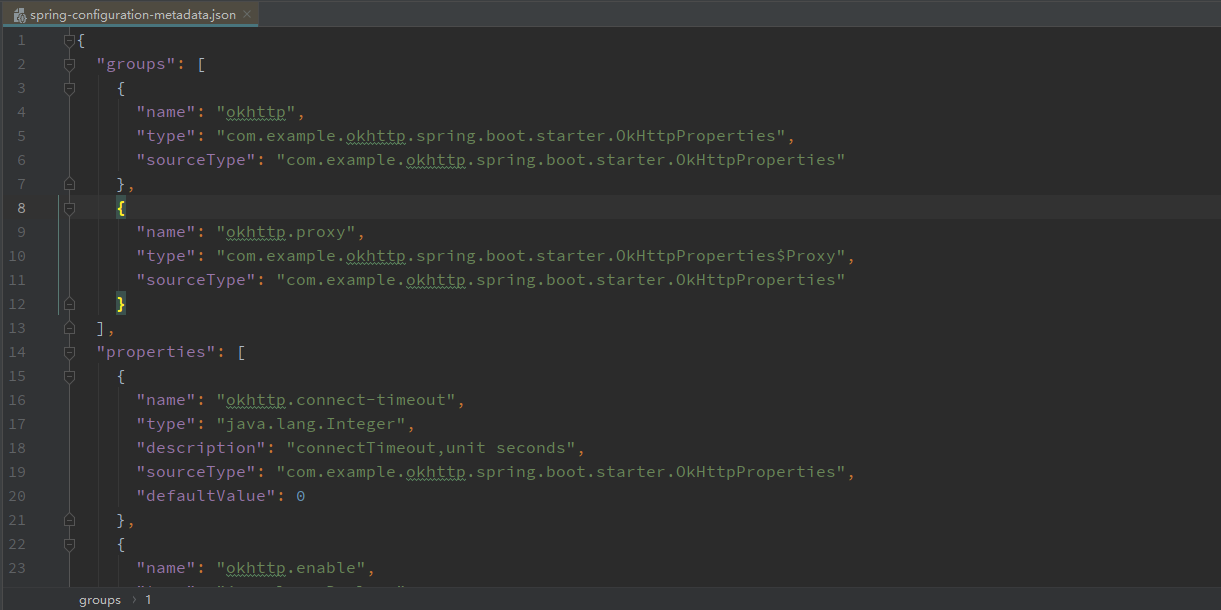 spring-configuration-metadata.json
1 {
2 "groups": [
3 {
4 "name": "okhttp",
5 "type": "com.example.okhttp.spring.boot.starter.OkHttpProperties",
6 "sourceType": "com.example.okhttp.spring.boot.starter.OkHttpProperties"
7 },
8 {
9 "name": "okhttp.proxy",
10 "type": "com.example.okhttp.spring.boot.starter.OkHttpProperties$Proxy",
11 "sourceType": "com.example.okhttp.spring.boot.starter.OkHttpProperties"
12 }
13 ],
14 "properties": [
15 {
16 "name": "okhttp.connect-timeout",
17 "type": "java.lang.Integer",
18 "description": "connectTimeout,unit seconds",
19 "sourceType": "com.example.okhttp.spring.boot.starter.OkHttpProperties",
20 "defaultValue": 0
21 },
22 {
23 "name": "okhttp.enable",
groups › 1